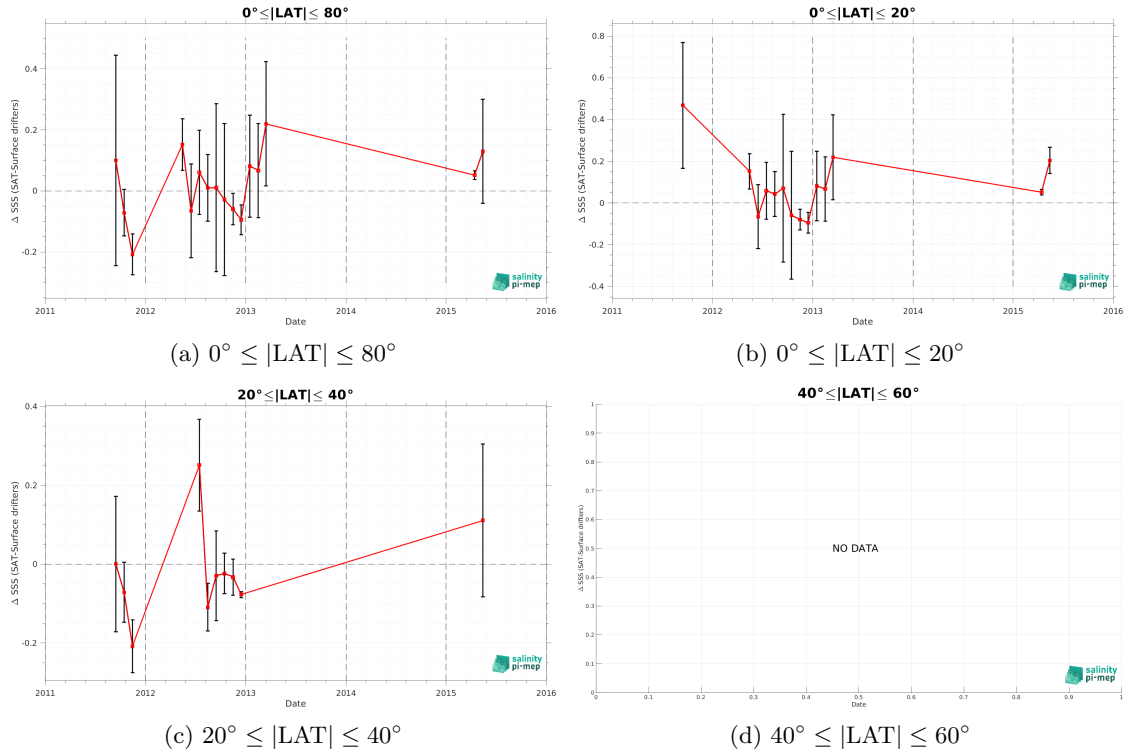 0°≤|LAT|≤ 80°
Δ SSS (SAT-Surface drifters)
0.4
0.2
0
-0.2
2011
2012
2013
2014
2015
2016
Date
salinity
pi-mep
(a) 0° ≤ |LAT| ≤ 80°
0°≤|LAT|≤ 20°
Δ SSS (SAT-Surface drifters)
0.8
0.6
0.4
0.2
0
-0.2
-0.4
2011
2012
2013
2014
2015
2016
Date
salinity
pi-mep
(b) 0° ≤ |LAT| ≤ 20°
20°≤|LAT|≤ 40°
Δ SSS (SAT-Surface drifters)
0.4
0.2
0
-0.2
2011
2012
2013
2014
2015
2016
Date
salinity
pi-mep
(c) 20° ≤ |LAT| ≤ 40°
40°≤|LAT|≤ 60°
Δ SSS (SAT-Surface drifters)
1
0.9
0.8
0.7
0.6
0.5
0.4
0.3
0.2
0.1
0
NO DATA
0
0.1
0.2
0.3
0.4
0.5
0.6
0.7
0.8
0.9
1
Date
salinity
pi-mep
(d) 40° ≤ |LAT| ≤ 60°